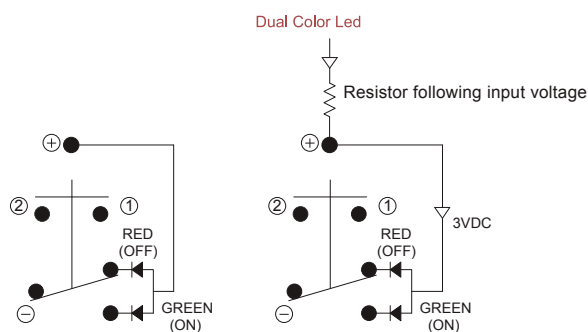 Dual Color Led
Resistor following input voltage
+
② ①
RED
(OFF)
−
GREEN
(ON)
+
② ①
3VDC
RED
(OFF)
−
GREEN
(ON)